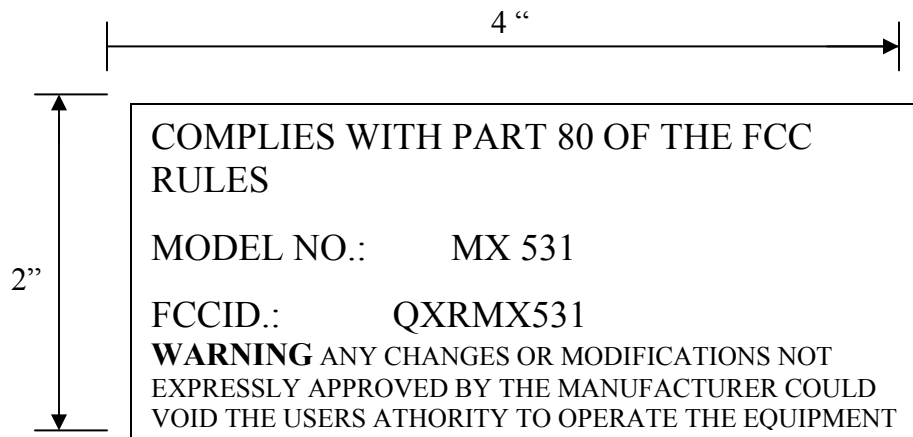 4 “
COMPLIES WITH PART 80 OF THE FCC
RULES
MODEL NO.: MX 531
2”
FCCID.: QXRMX531
WARNING ANY CHANGES OR MODIFICATIONS NOT
EXPRESSLY APPROVED BY THE MANUFACTURER COULD
VOID THE USERS ATHORITY TO OPERATE THE EQUIPMENT